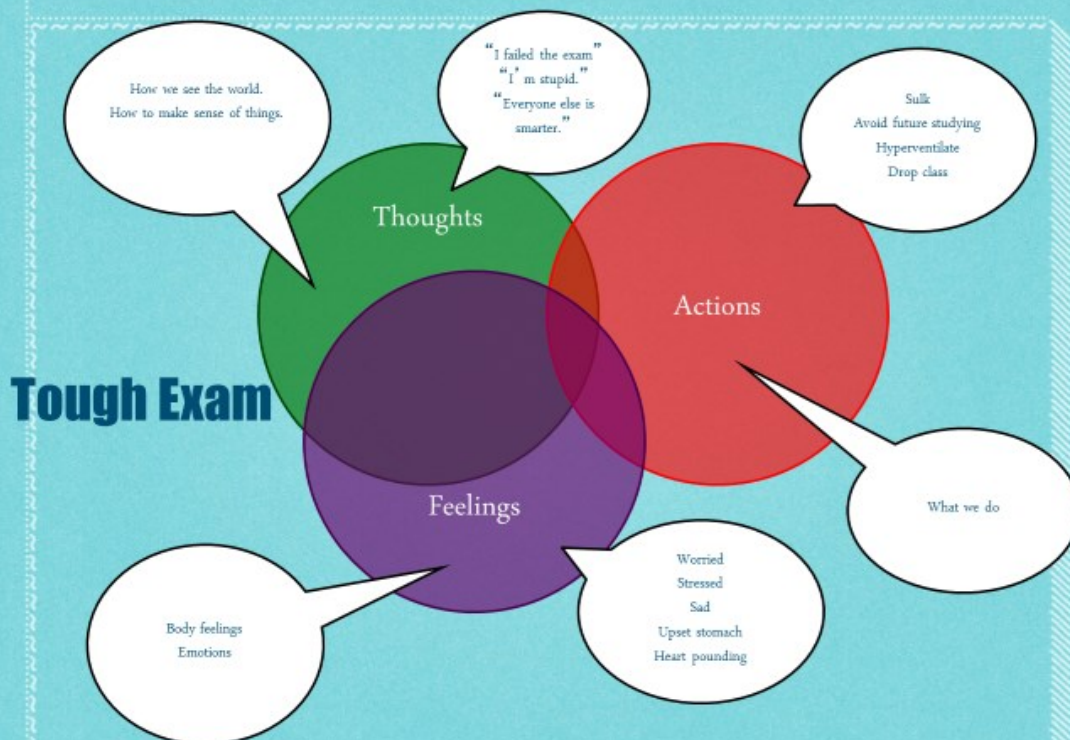 How we see the world.
How to make sense of things.
“I failed the exam”
“I’m stupid.”
“Everyone else is
smarter.”
Sulk
Avoid future studying
Hyperventilate
Drop class
Thoughts
Actions
Tough Exam
Feelings
What we do
Worried
Stressed
Sad
Upset stomach
Heart pounding
Body feelings
Emotions